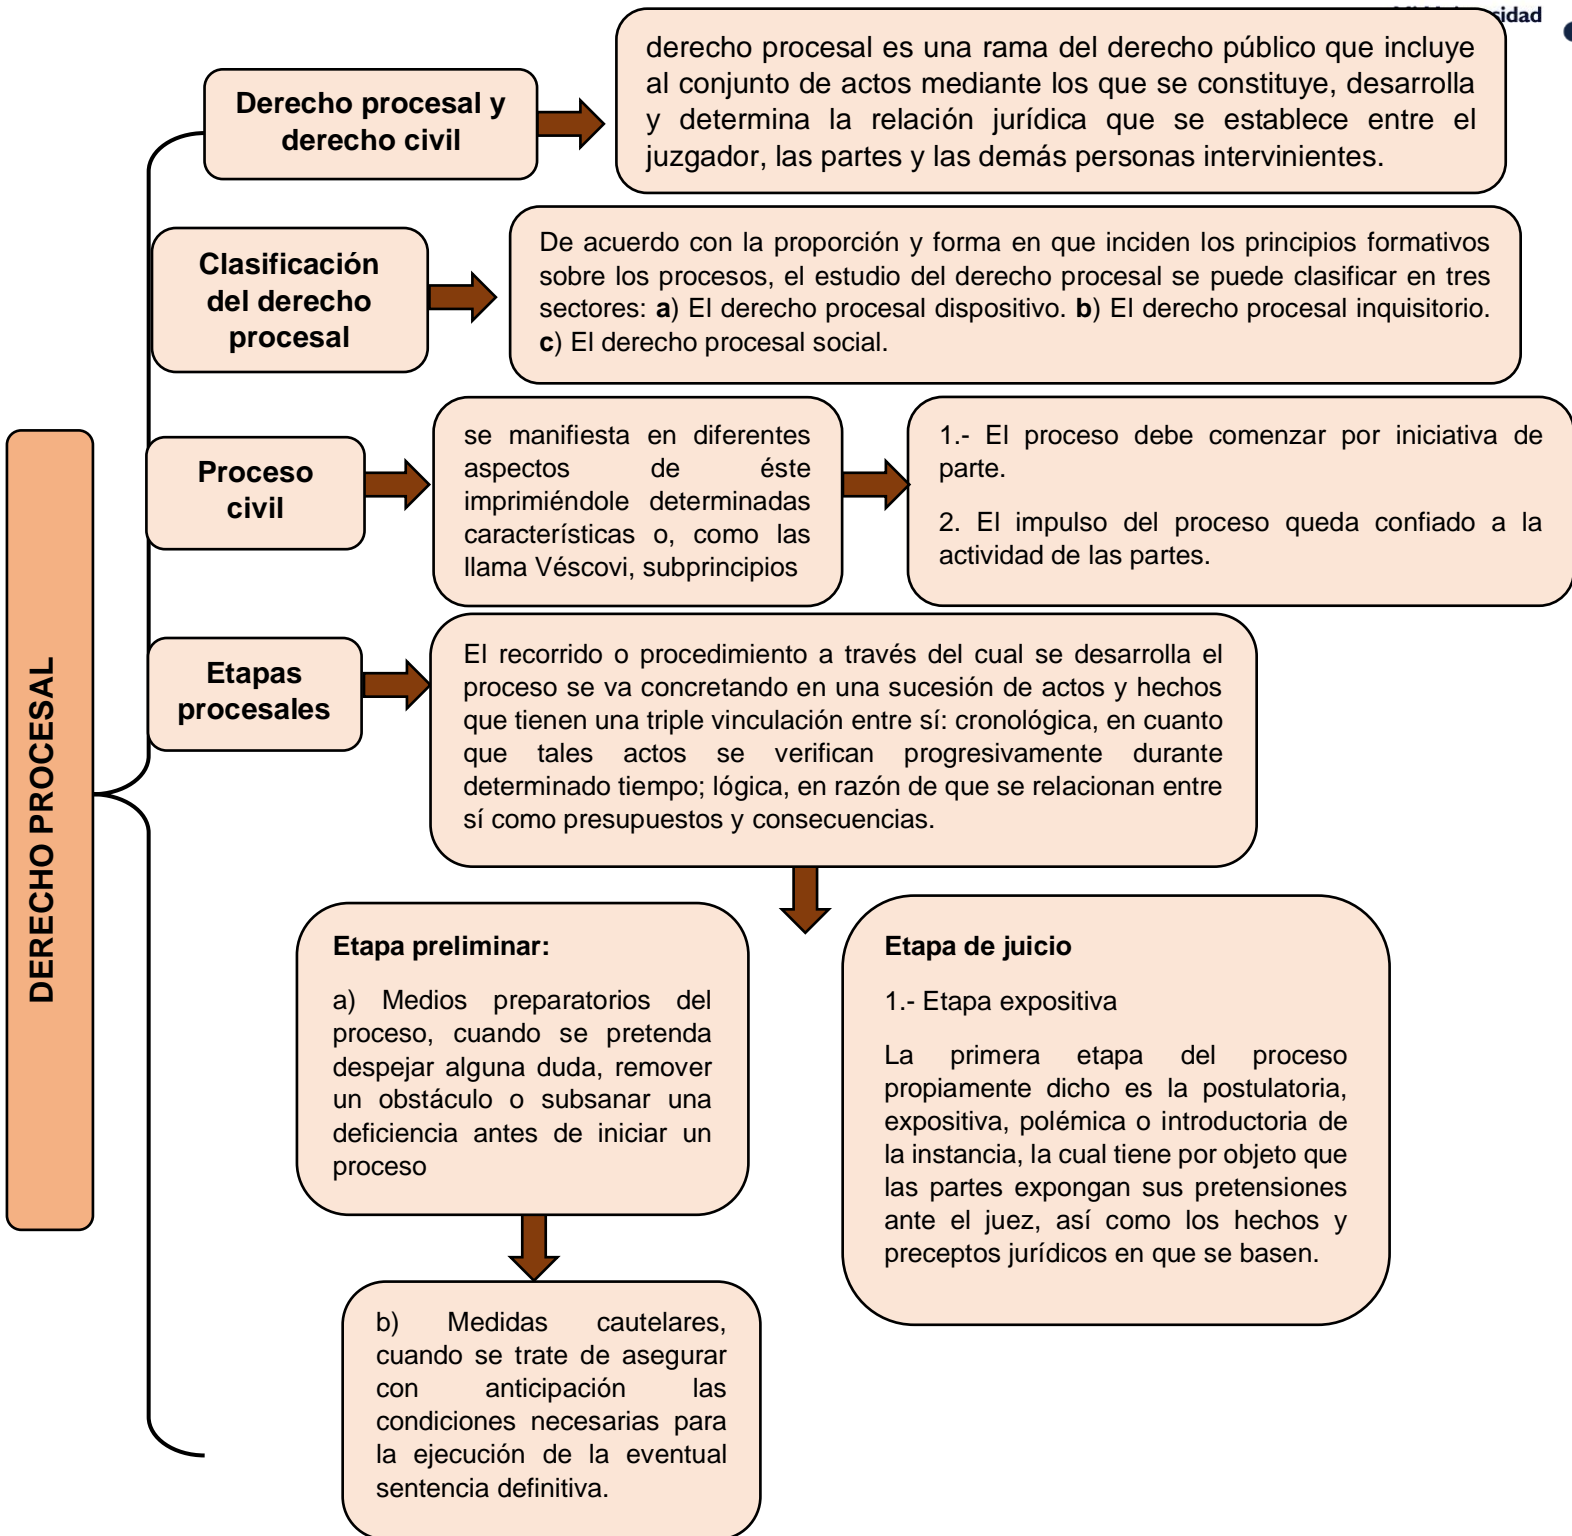 sidad
derecho procesal es una rama del derecho público que incluye
al conjunto de actos mediante los que se constituye, desarrolla
y determina la relación jurídica que se establece entre el
juzgador, las partes y las demás personas intervinientes.
Derecho procesal y
derecho civil
Clasificación
del derecho
procesal
De acuerdo con la proporción y forma en que inciden los principios formativos
sobre los procesos, el estudio del derecho procesal se puede clasificar en tres
sectores: a) El derecho procesal dispositivo. b) El derecho procesal inquisitorio.
c) El derecho procesal social.
Proceso
civil
se manifiesta en diferentes
aspectos de éste
imprimiéndole determinadas
características o, como las
llama Véscovi, subprincipios
1.- El proceso debe comenzar por iniciativa de
parte.
2. El impulso del proceso queda confiado a la
actividad de las partes.
Etapas
procesales
El recorrido o procedimiento a través del cual se desarrolla el
proceso se va concretando en una sucesión de actos y hechos
que tienen una triple vinculación entre sí: cronológica, en cuanto
que tales actos se verifican progresivamente durante
determinado tiempo; lógica, en razón de que se relacionan entre
sí como presupuestos y consecuencias.
DERECHO PROCESAL
Etapa preliminar:
a) Medios preparatorios del
proceso, cuando se pretenda
despejar alguna duda, remover
un obstáculo o subsanar una
deficiencia antes de iniciar un
proceso
b) Medidas cautelares,
cuando se trate de asegurar
con anticipación las
condiciones necesarias para
la ejecución de la eventual
sentencia definitiva.
Etapa de juicio
1.- Etapa expositiva
La primera etapa del proceso
propiamente dicho es la postulatoria,
expositiva, polémica o introductoria de
la instancia, la cual tiene por objeto que
las partes expongan sus pretensiones
ante el juez, así como los hechos y
preceptos jurídicos en que se basen.